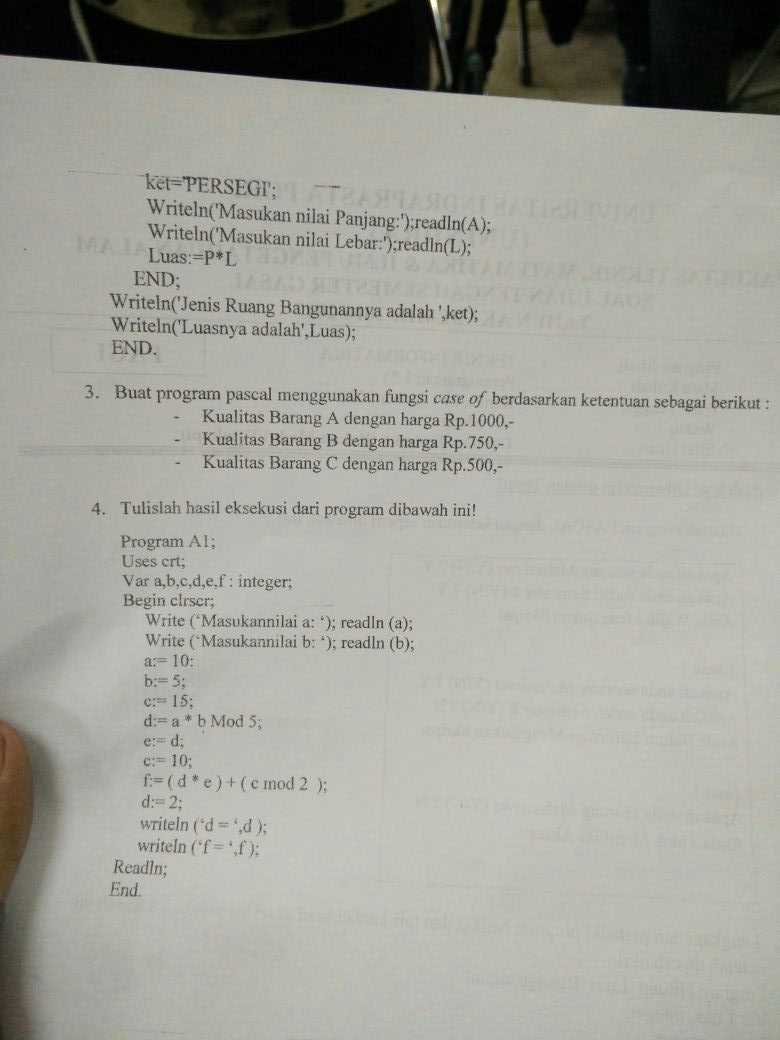 ket='PERSEGI';
Writeln('Masukan nilai Panjang:');readln(A);
Writeln('Masukan nilai Lebar:');readln(L);
Luas:=P*L
END;
Writeln('Jenis Ruang Bangunannya adalah ',ket);
Writeln('Luasnya adalah',Luas);
END.
3. Buat program pascal menggunakan fungsi case of berdasarkan ketentuan sebagai berikut :
- Kualitas Barang A dengan harga Rp.1000,-
- Kualitas Barang B dengan harga Rp.750,-
- Kualitas Barang C dengan harga Rp.500,-
4. Tulislah hasil eksekusi dari program dibawah ini!
Program A1;
Uses crt;
Var a,b,c,d,e,f : integer;
Begin clrscr;
Write (‘Masukannilai a: ‘); readln (a);
Write (‘Masukannilai b: ‘); readln (b);
a:= 10:
b:= 5;
c:= 15;
d:= a * b Mod 5;
e:= d;
c:= 10;
f:= ( d * e ) + ( c mod 2 );
d:= 2;
writeln (‘d = ‘,d );
writeln (‘f = ‘,f );
Readln;
End.